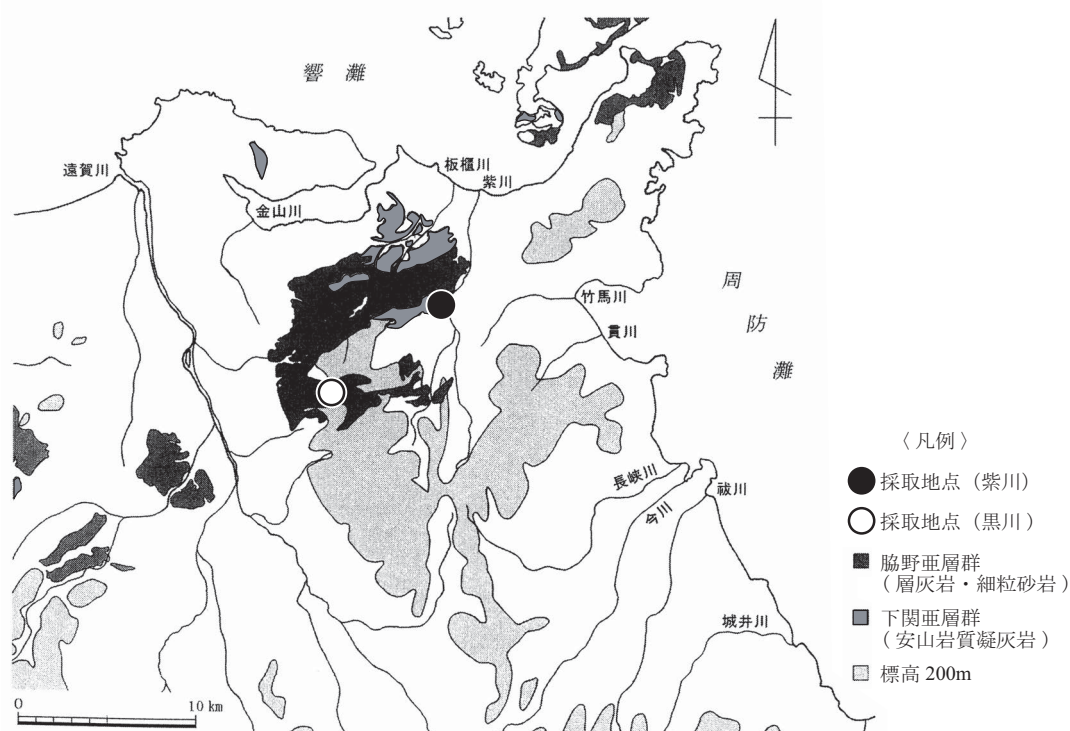 響灘
遠賀川
板櫃川
紫川
金山川
周防灘
竹馬川
貫川
長峡川
今川
祓川
城井川
〈凡例〉
採取地点（紫川）
採取地点（黒川）
脇野亜層群
（層灰岩・細粒砂岩）
下関亜層群
（安山岩質凝灰岩）
標高 200m
0 10 km